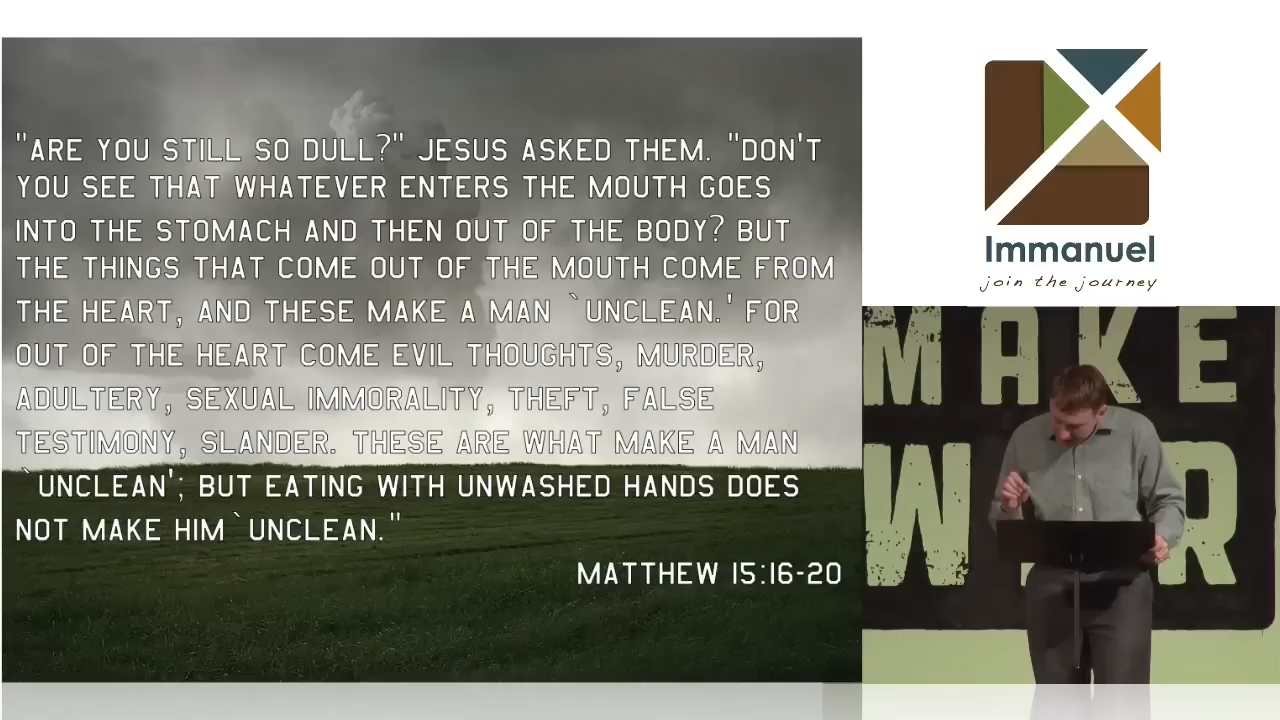 "ARE YOU STILL SO DULL?" JESUS ASKED THEM. "DON'T
YOU SEE THAT WHATEVER ENTERS THE MOUTH GOES
INTO THE STOMACH AND THEN OUT OF THE BODY? BUT
THE THINGS THAT COME OUT OF THE MOUTH COME FROM
THE HEART, AND THESE MAKE A MAN `UNCLEAN.' FOR
OUT OF THE HEART COME EVIL THOUGHTS, MURDER,
ADULTERY, SEXUAL IMMORALITY, THEFT, FALSE
TESTIMONY, SLANDER. THESE ARE WHAT MAKE A MAN
`UNCLEAN'; BUT EATING WITH UNWASHED HANDS DOES
NOT MAKE HIM `UNCLEAN."
MATTHEW 15:16-20
Immanuel
join the journey
MAKE